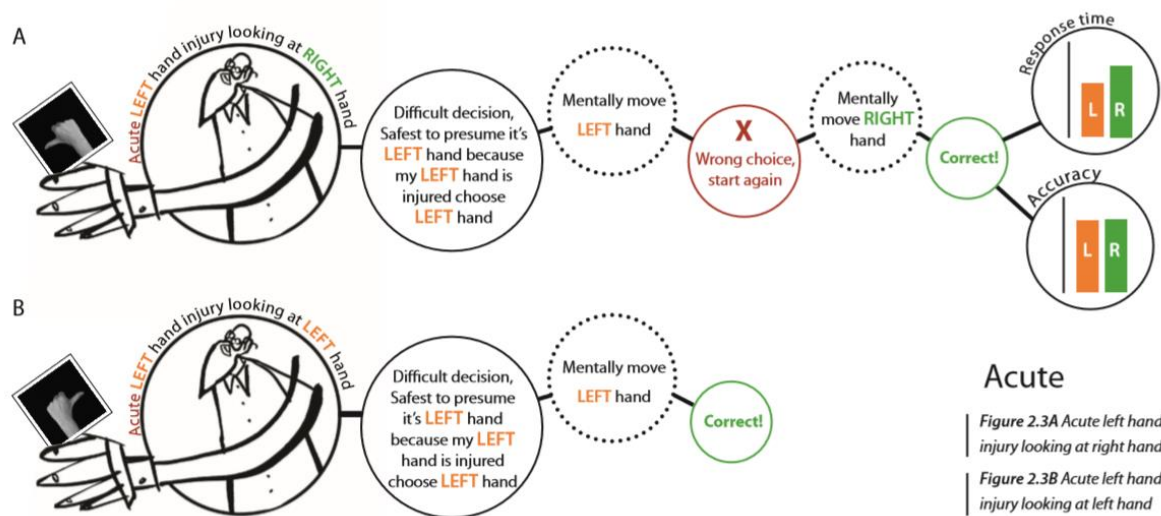 A
Acute LEFT hand injury looking at RIGHT hand
Difficult decision,
Safest to presume it's
LEFT hand because
my LEFT hand is
injured choose
LEFT hand
Mentally move
LEFT hand
X
Wrong choice,
start again
Mentally
move RIGHT
hand
Correct!
Response time
L R
Accuracy
L R
B
Acute LEFT hand injury looking at LEFT hand
Difficult decision,
Safest to presume
it's LEFT hand
because my LEFT
hand is injured
choose LEFT hand
Mentally move
LEFT hand
Correct!
Acute
Figure 2.3A Acute left hand
injury looking at right hand
Figure 2.3B Acute left hand
injury looking at left hand